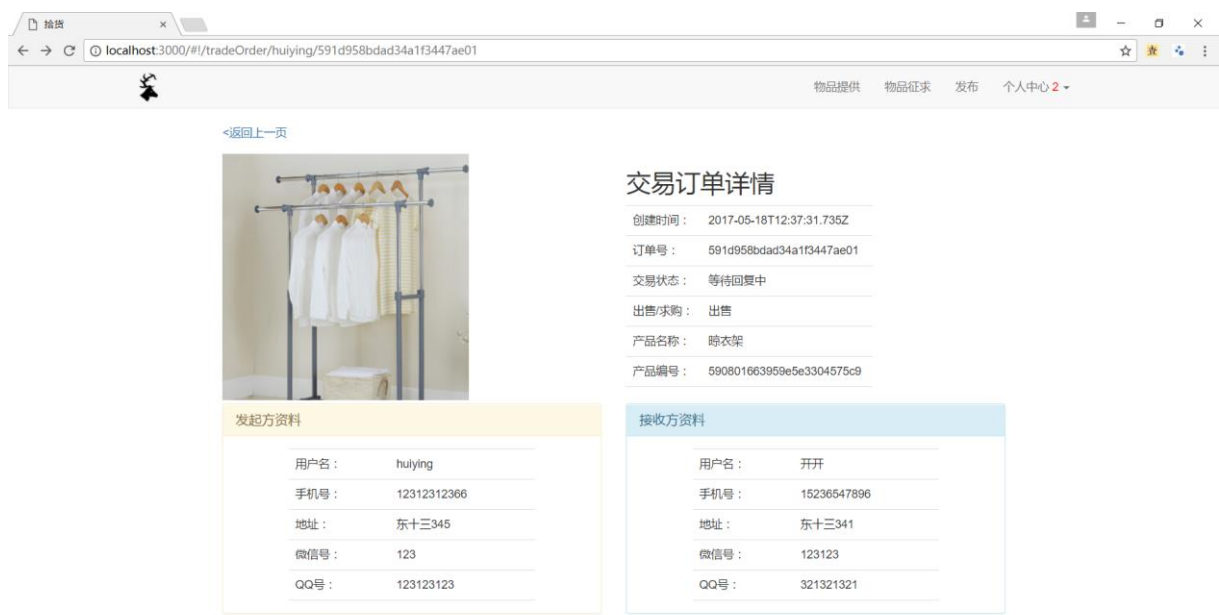 拾货
localhost:3000/#!/tradeOrder/huiying/591d958bdad34a1f3447ae01
物品提供 物品征求 发布 个人中心 2
<返回上一页
交易订单详情
创建时间： 2017-05-18T12:37:31.735Z
订单号： 591d958bdad34a1f3447ae01
交易状态： 等待回复中
出售/求购： 出售
产品名称： 晾衣架
产品编号： 590801663959e5e3304575c9
发起方资料
用户名： huiying
手机号： 12312312366
地址： 东十三345
微信号： 123
QQ号： 123123123
接收方资料
用户名： 开开
手机号： 15236547896
地址： 东十三341
微信号： 123123
QQ号： 321321321